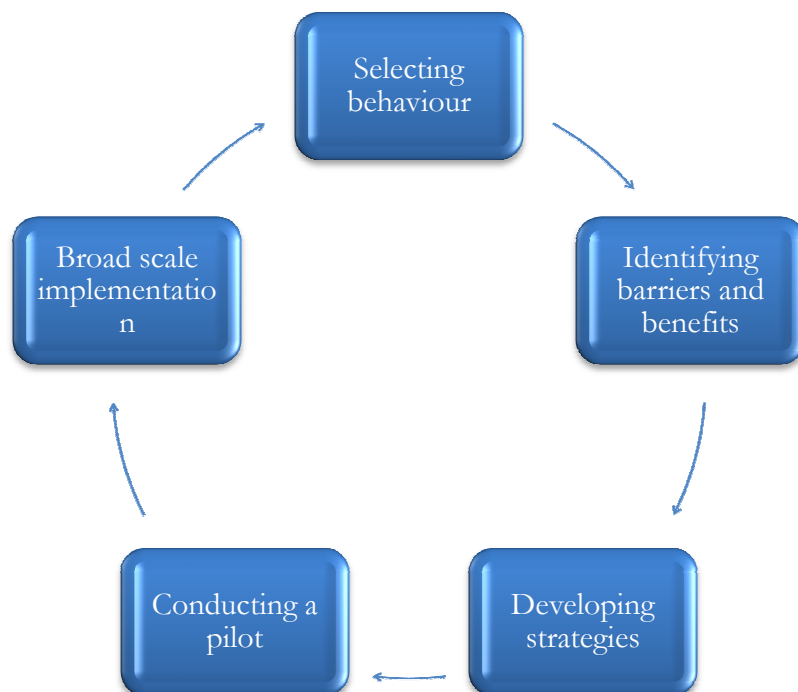 Selecting
behaviour
Identifying
barriers and
benefits
Developing
strategies
Conducting a
pilot
Broad scale
implementatio
n